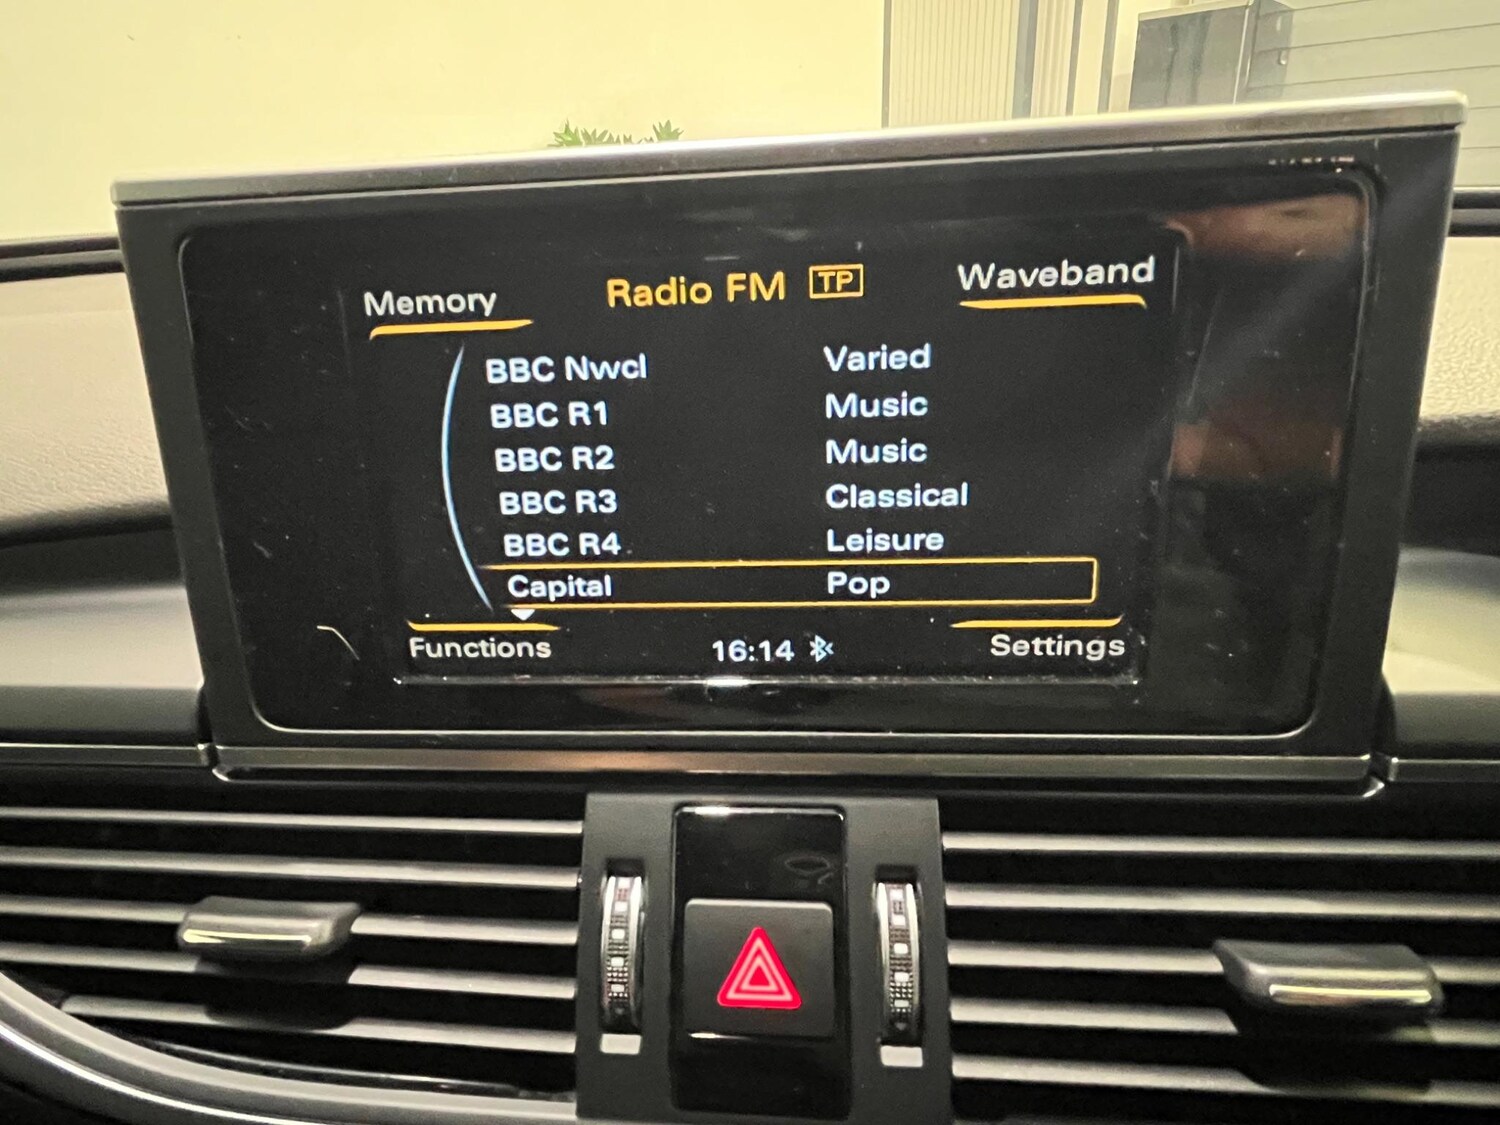 Memory Radio FM TP Waveband
BBC Nwcl Varied
BBC R1 Music
BBC R2 Music
BBC R3 Classical
BBC R4 Leisure
Capital Pop
Functions 16:14 Settings